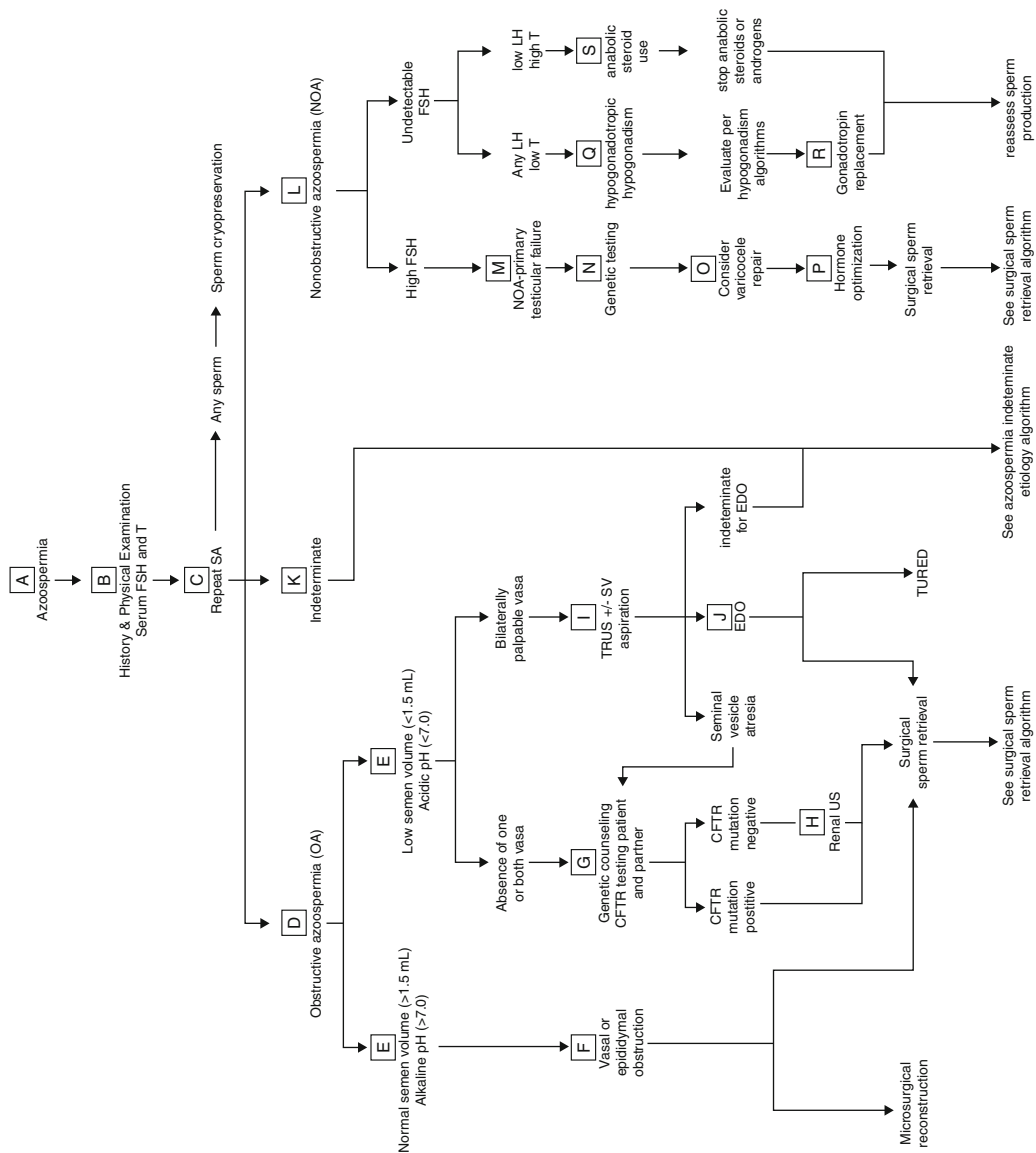 A
Azoospermia
B
History & Physical Examination
Serum FSH and T
C
Repeat SA
Any sperm
Sperm cryopreservation
D
Obstructive azoospermia (OA)
E
Normal semen volume (>1.5 mL)
Alkaline pH (>7.0)
F
Vasal or
epididymal
obstruction
Microsurgical
reconstruction
E
Low semen volume (<1.5 mL)
Acidic pH (<7.0)
Absence of one
or both vasa
G
Genetic counseling
CFTR testing patient
and partner
CFTR
mutation
postitive
CFTR
mutation
negative
H
Renal US
Bilaterally
palpable vasa
I
TRUS +/- SV
aspiration
Seminal
vesicle
atresia
J
EDO
indeteminate
for EDO
Surgical
sperm retrieval
TURED
See surgical sperm
retrieval algorithm
K
Indeterminate
See azoospermia indeteminate
etiology algorithm
L
Nonobstructive azoospermia (NOA)
High FSH
M
NOA-primary
testicular failure
N
Genetic testing
O
Consider
varicocele
repair
P
Hormone
optimization
Surgical sperm
retrieval
See surgical sperm
retrieval algorithm
Undetectable
FSH
Any LH
low T
Q
hypogonadotropic
hypogonadism
Evaluate per
hypogonadism
algorithms
R
Gonadotropin
replacement
low LH
high T
S
anabolic
steroid
use
stop anabolic
steroids or
androgens
reassess sperm
production